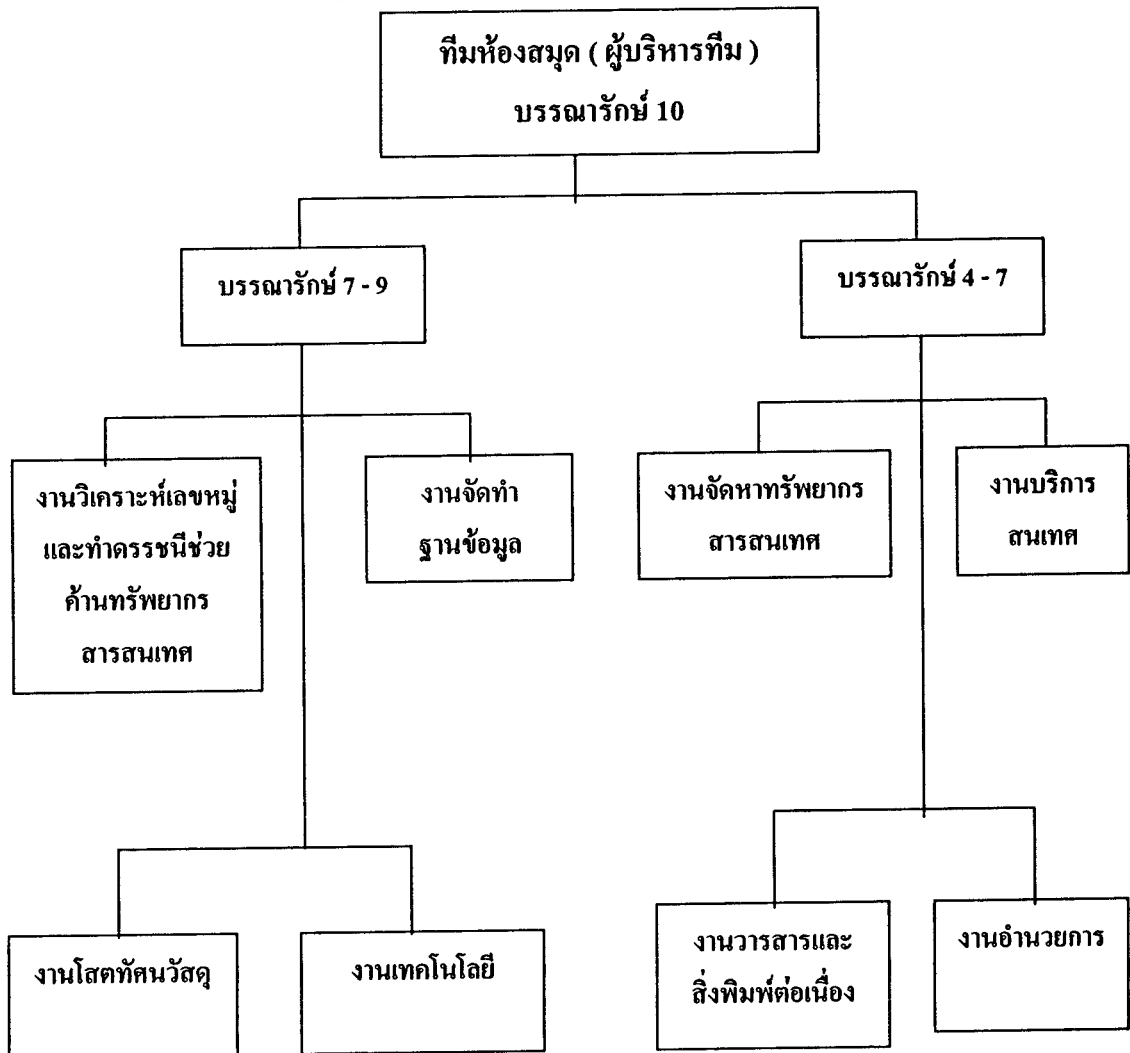 ทีมห้องสมุด ( ผู้บริหารทีม )
บรรณารักษ์ 10
บรรณารักษ์ 7 - 9
บรรณารักษ์ 4 - 7
งานวิเคราะห์เลขหมู่
และทำดรรชนีช่วย
ค้านทรัพยากร
สารสนเทศ
งานจัดทำ
ฐานข้อมูล
งานจัดหาทรัพยากร
สารสนเทศ
งานบริการ
สนเทศ
งานโสตทัศนวัสดุ
งานเทคโนโลยี
งานวารสารและ
สิ่งพิมพ์ต่อเนื่อง
งานอำนวยการ